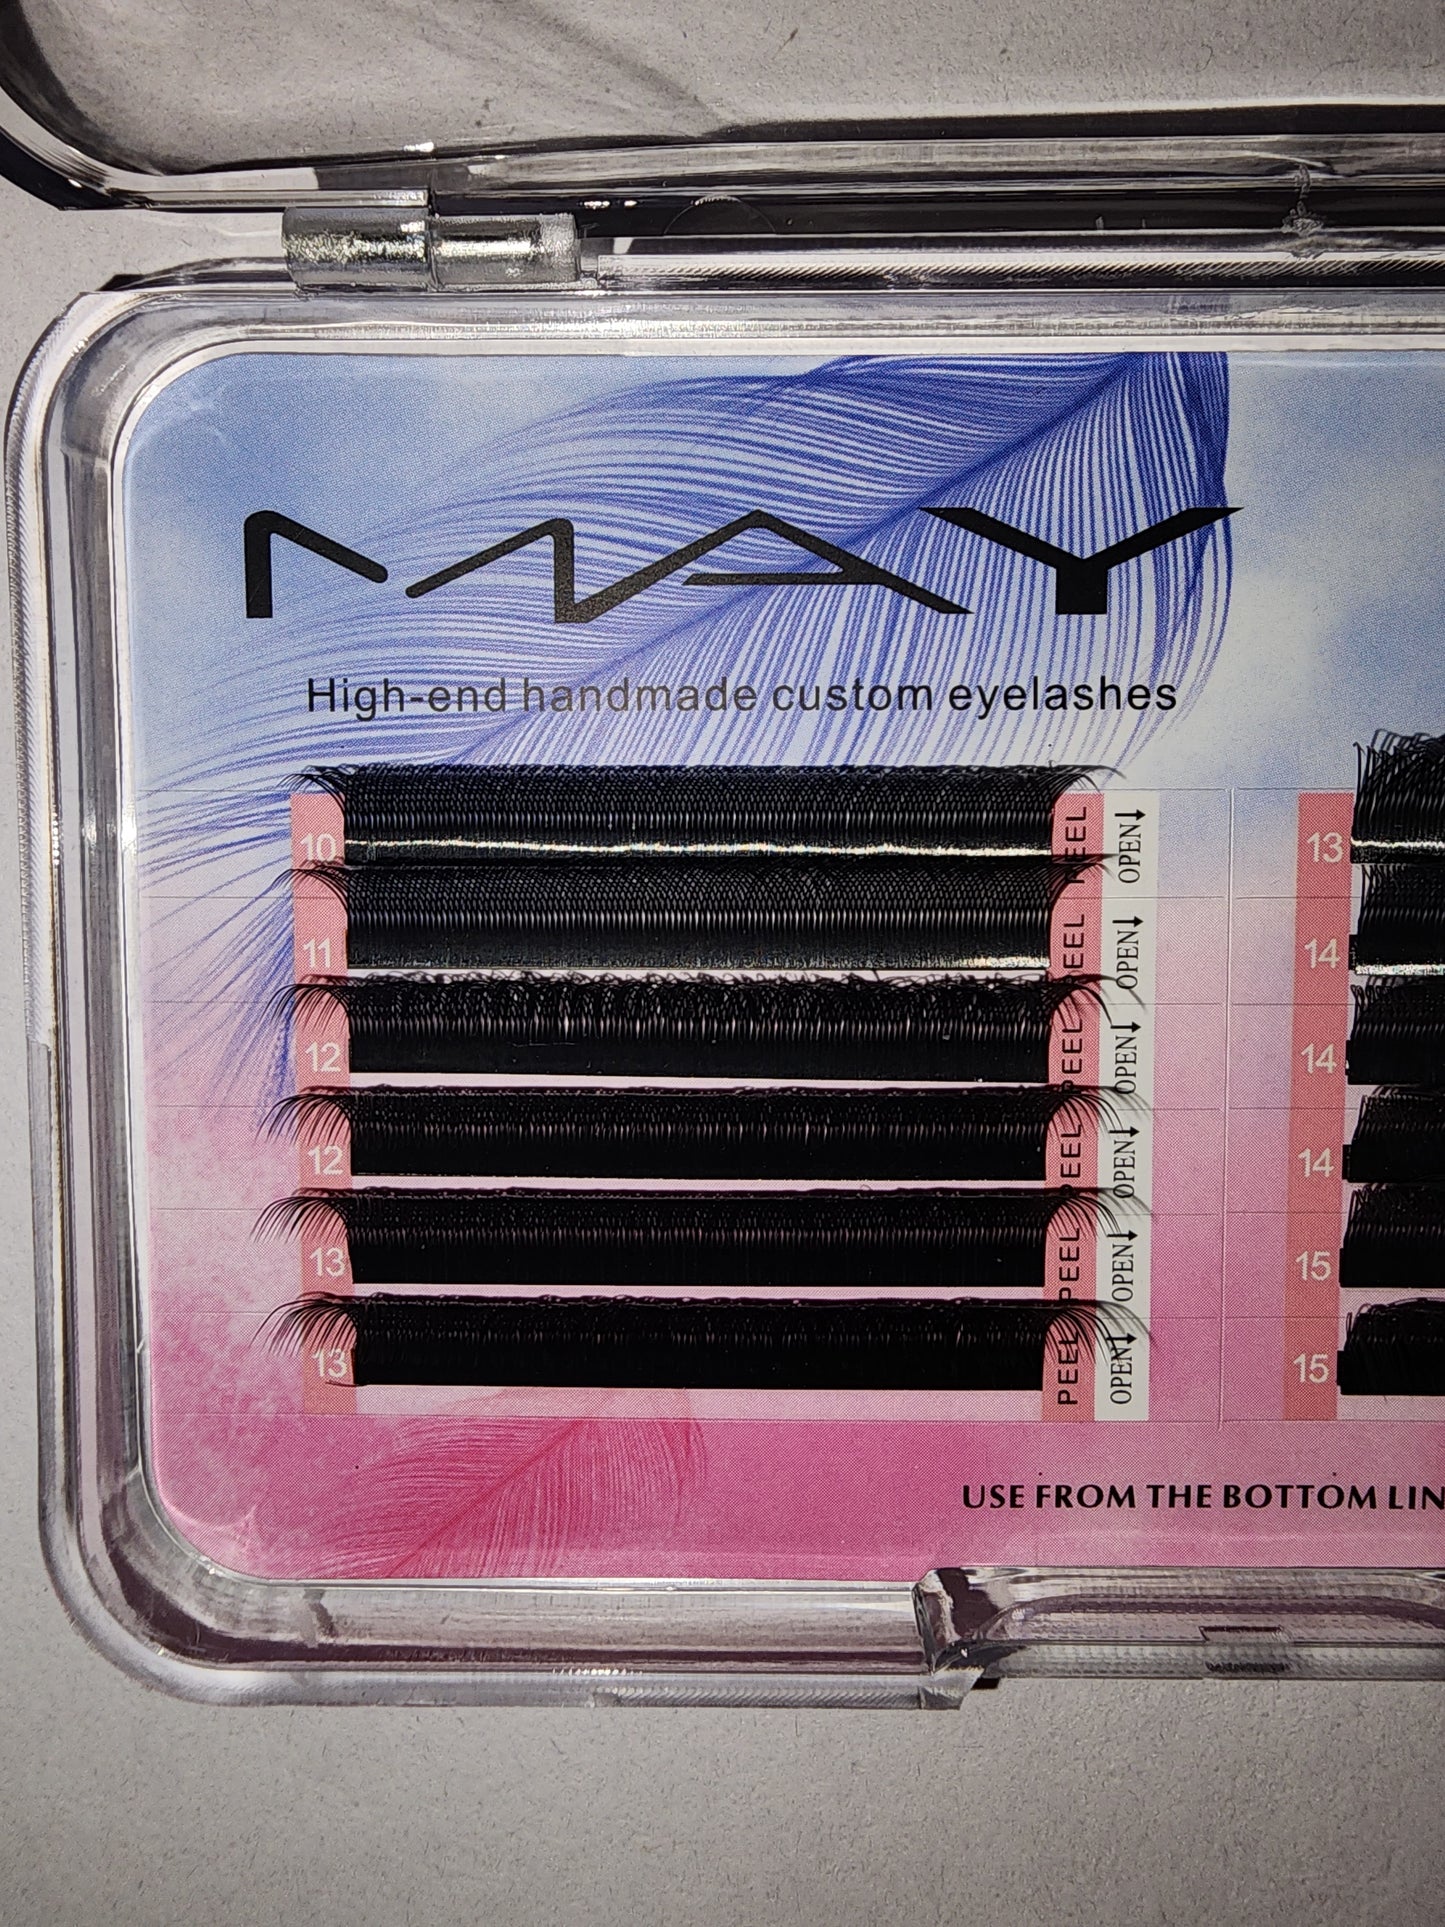 MAY
High-end handmade custom eyelashes
10 PEEL OPEN
11 PEEL OPEN
12 PEEL OPEN
12 PEEL OPEN
13 PEEL OPEN
13 PEEL OPEN
13
14
14
14
15
15
USE FROM THE BOTTOM LIN